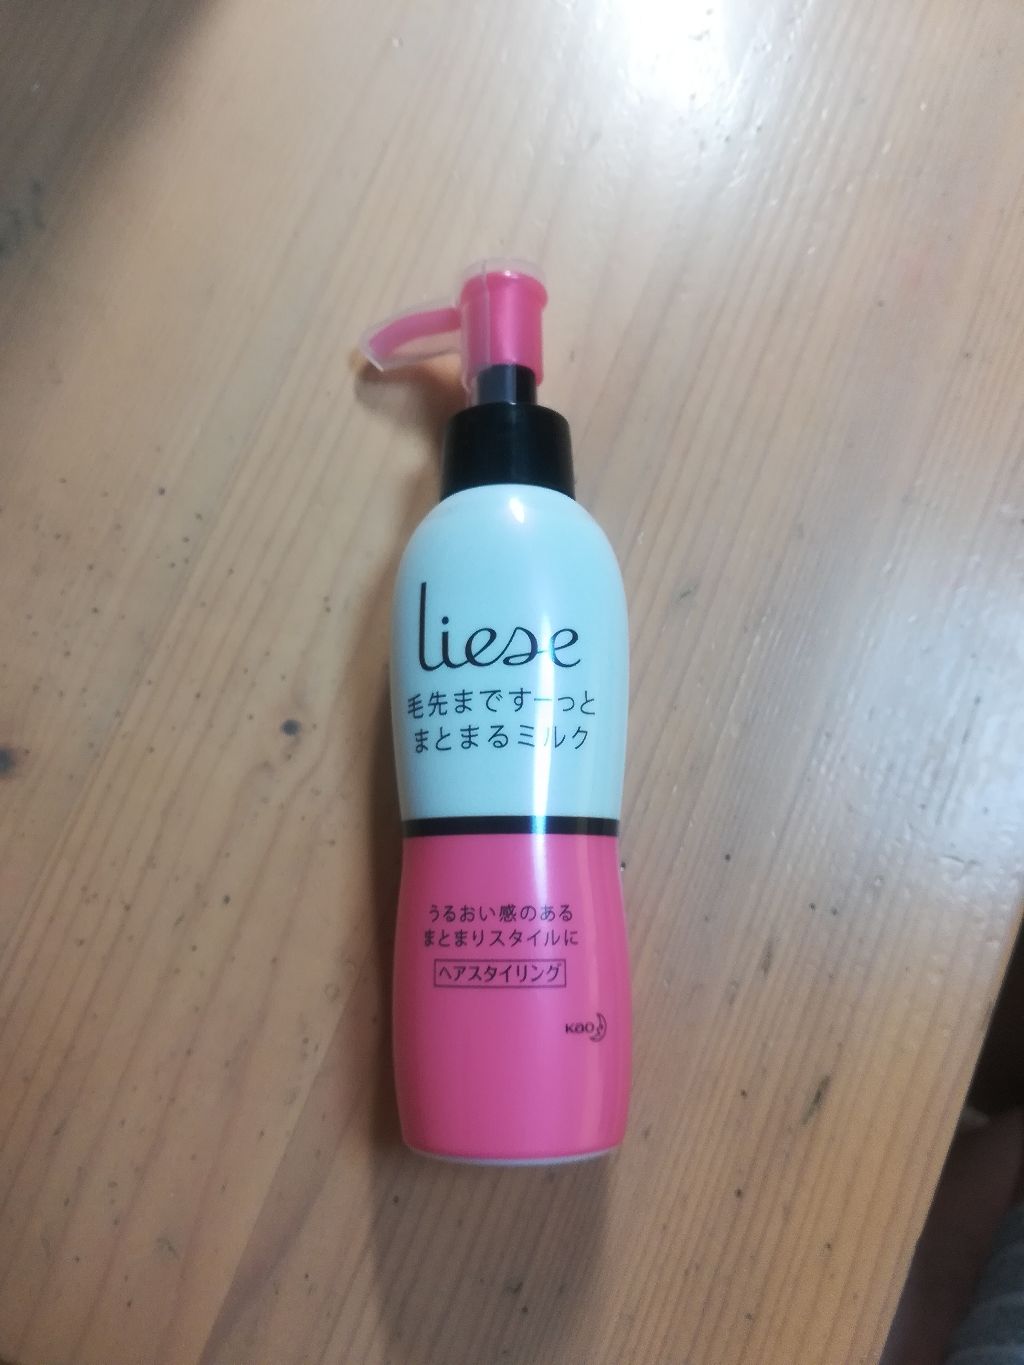 liese
毛先まですーっと
まとまるミルク
うるおい感のある
まとまりスタイルに
ヘアスタイリング
Kao